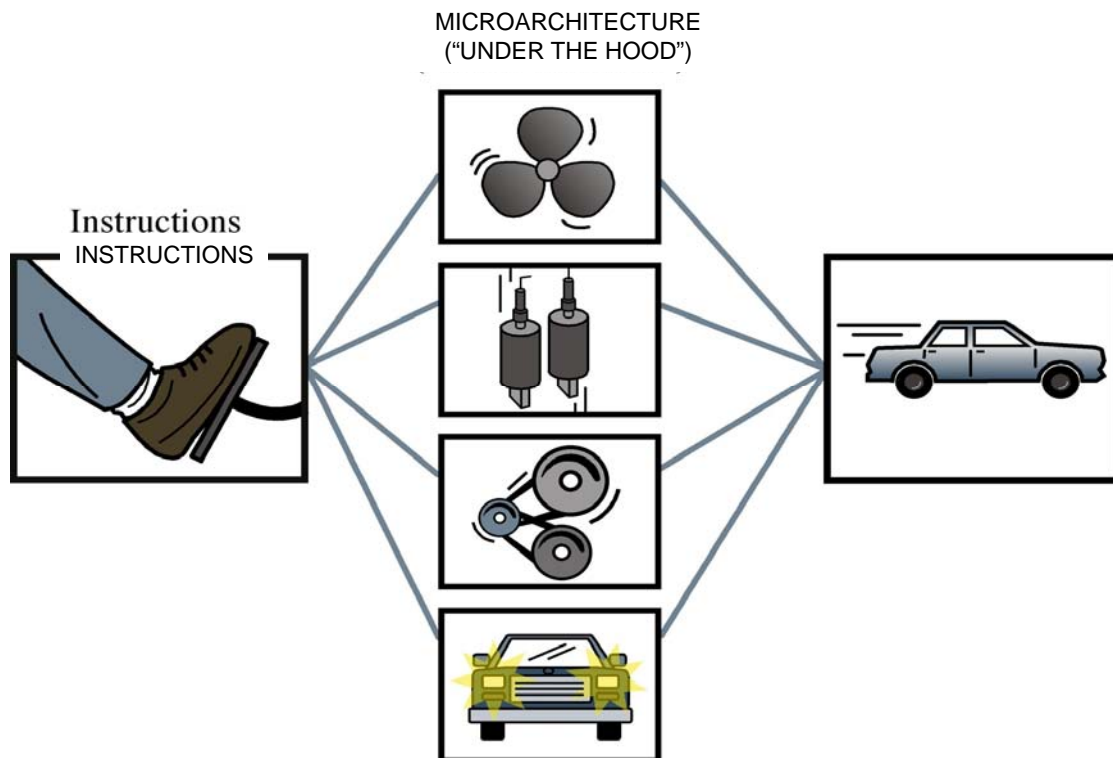 MICROARCHITECTURE
(“UNDER THE HOOD”)
Instructions
INSTRUCTIONS